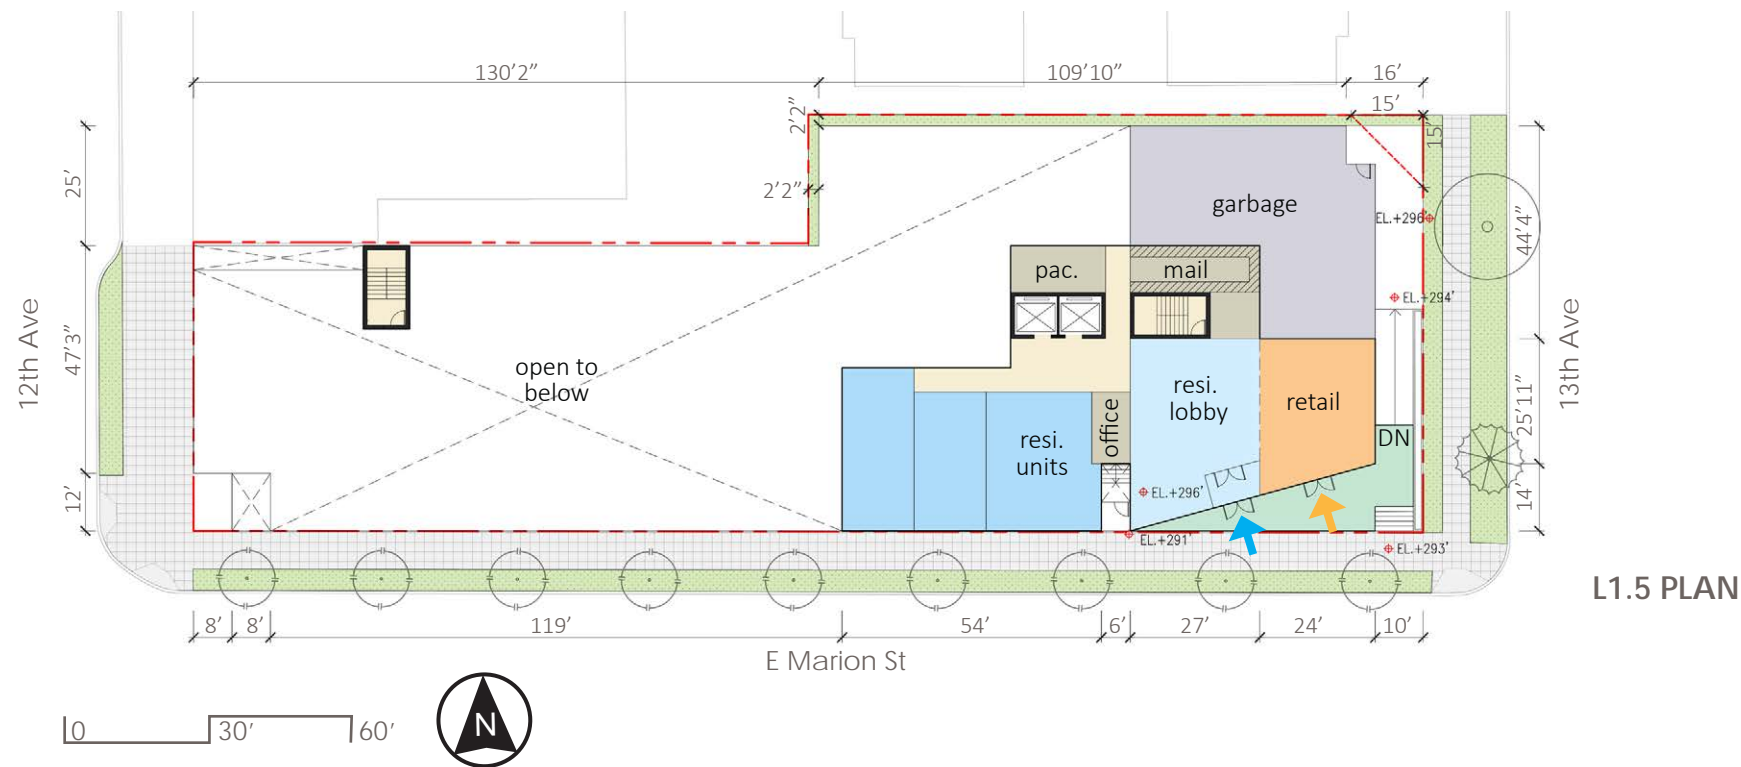 130’2”
109’10”
16’
15’
2’2”
15’
25’
2’2”
garbage
EL.+296’
44’4”
pac.
mail
EL.+294’
12th Ave
47’3”
13th Ave
open to
below
resi.
lobby
retail
25’11”
office
DN
resi.
units
12’
EL.+296’
14’
EL.+291’
EL.+293’
L1.5 PLAN
8’
8’
119’
54’
6’
27’
24’
10’
E Marion St
0
30’
60’
N